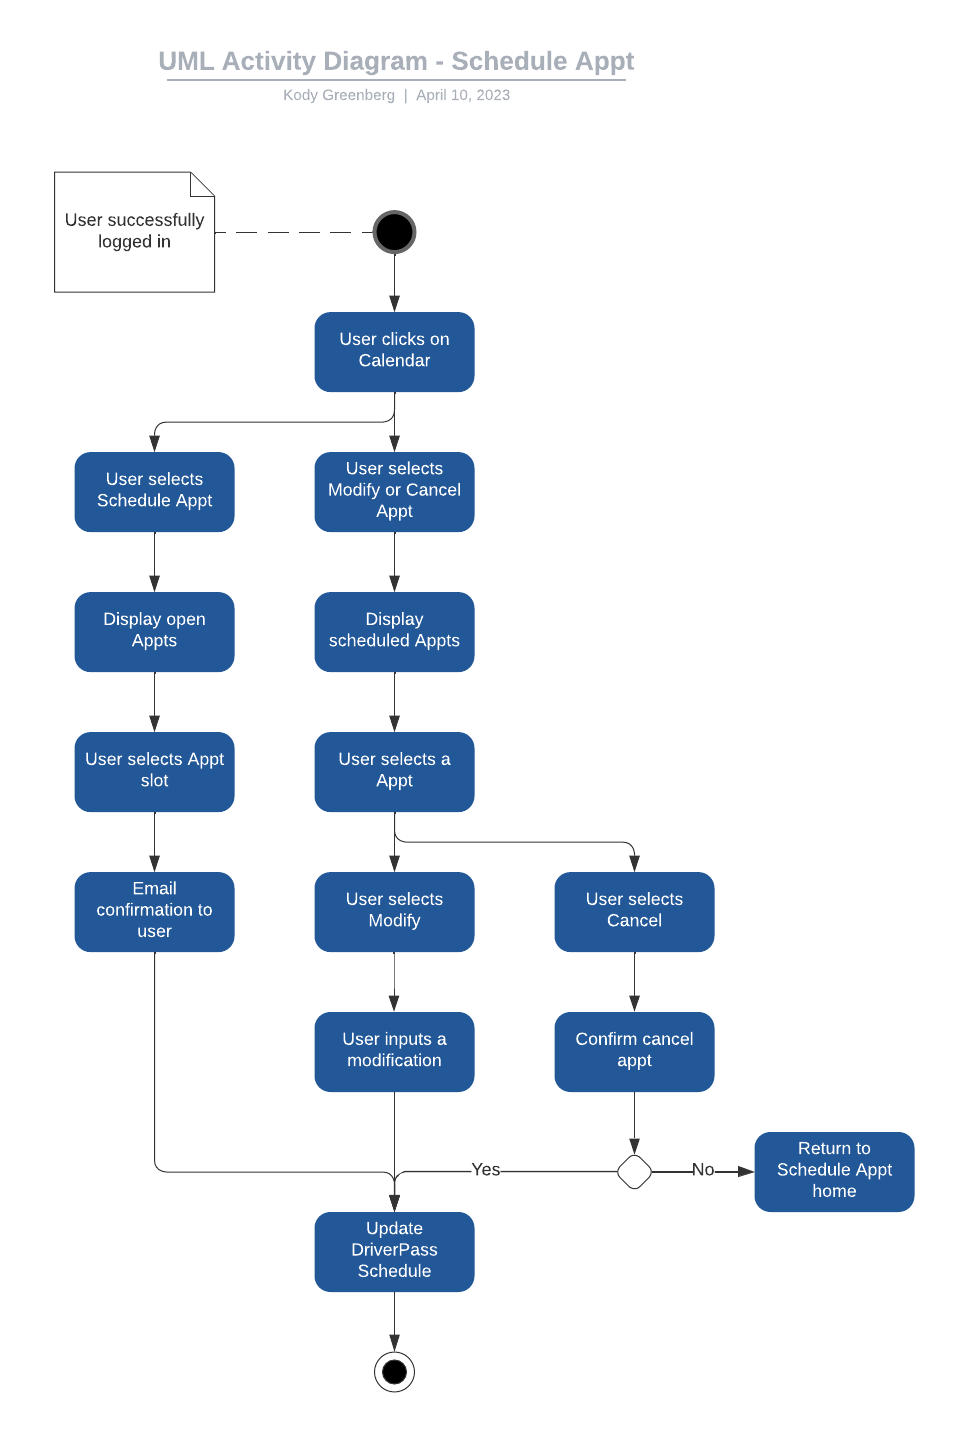 UML Activity Diagram - Schedule Appt
Kody Greenberg | April 10, 2023
User successfully
logged in
User clicks on
Calendar
User selects
Schedule Appt
User selects
Modify or Cancel
Appt
Display open
Appts
Display
scheduled Appts
User selects Appt
slot
User selects a
Appt
Email
confirmation to
user
User selects
Modify
User selects
Cancel
User inputs a
modification
Confirm cancel
appt
Yes
No
Return to
Schedule Appt
home
Update
DriverPass
Schedule